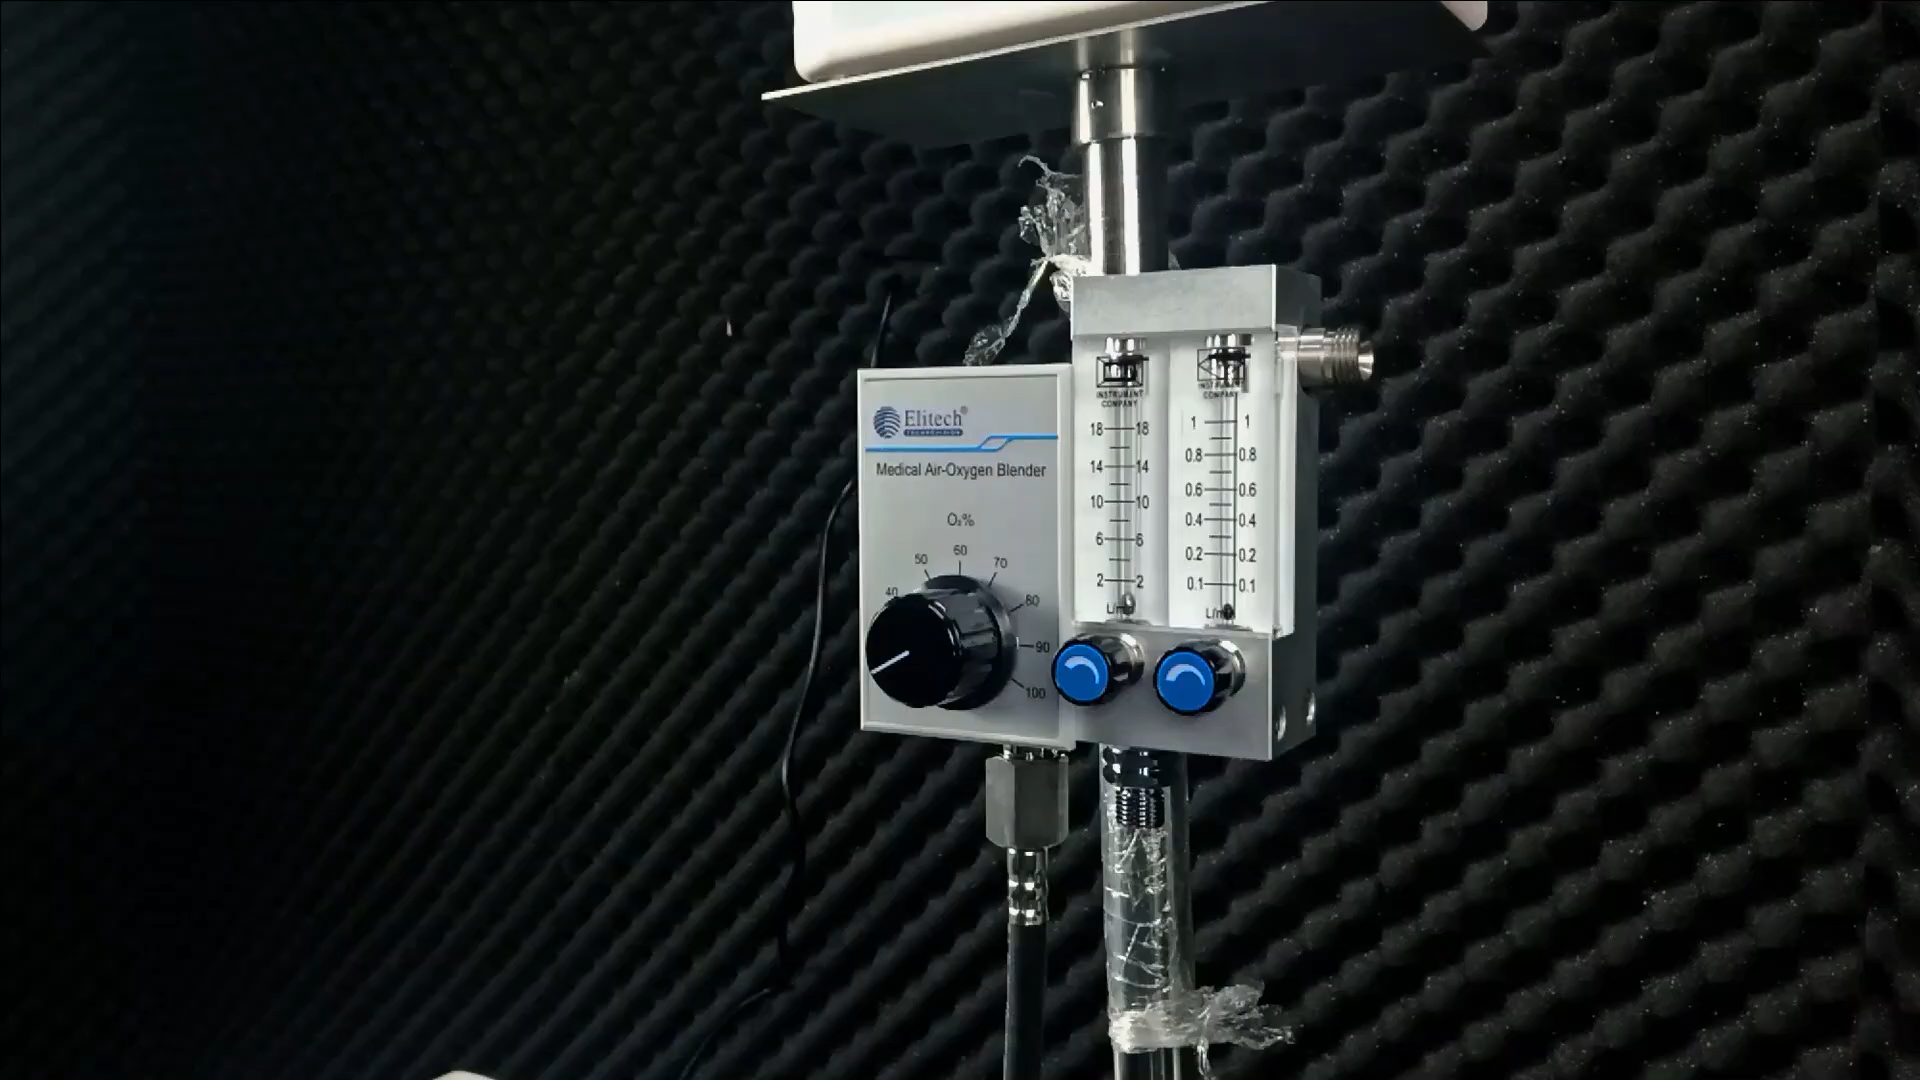 Elitech®
TECHNOVISION
Medical Air-Oxygen Blender
O₂%
40
50
60
70
80
90
100
INSTRUMENT
COMPANY
18 18
14 14
10 10
6 6
2 2
COMPANY
1 1
0.8 0.8
0.6 0.6
0.4 0.4
0.2 0.2
0.1 0.1